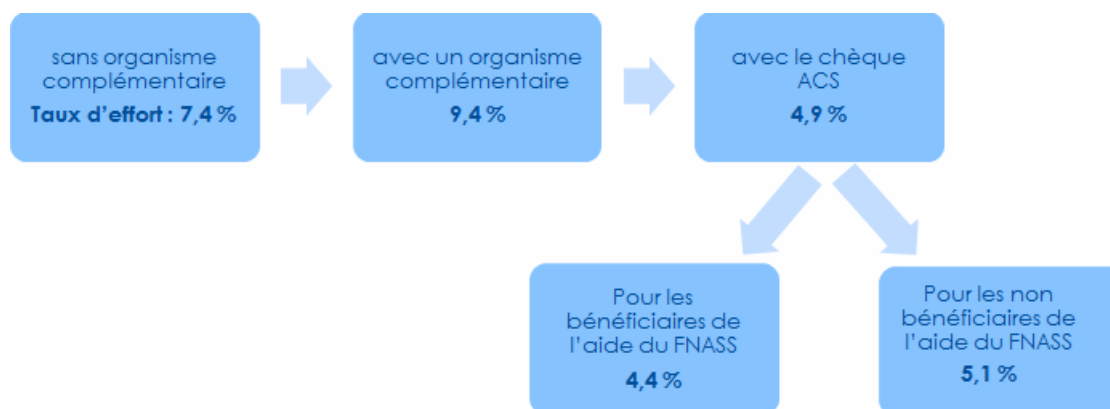 sans organisme
complémentaire
Taux d'effort : 7,4 %
avec un organisme
complémentaire
9,4 %
avec le chèque
ACS
4,9 %
Pour les
bénéficiaires de
l'aide du FNASS
4,4 %
Pour les non
bénéficiaires de
l'aide du FNASS
5,1 %